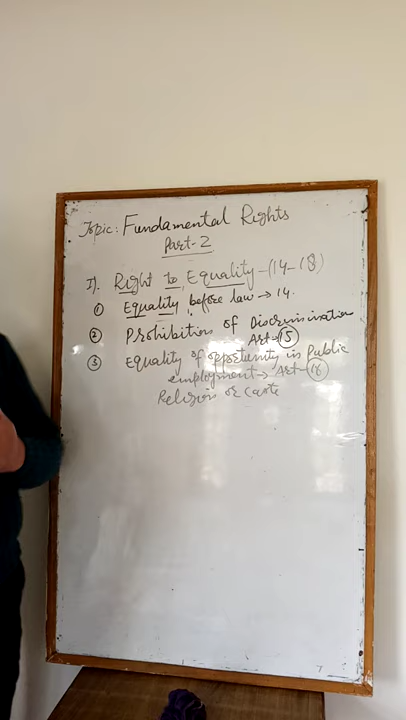 Topic: Fundamental Rights
Part-2
I). Right to Equality-(14-18)
① Equality before law → 14.
② Prohibition of Discrimination
Art-15
③ Equality of opportunity in Public
employment → Art-16
Religion or Caste